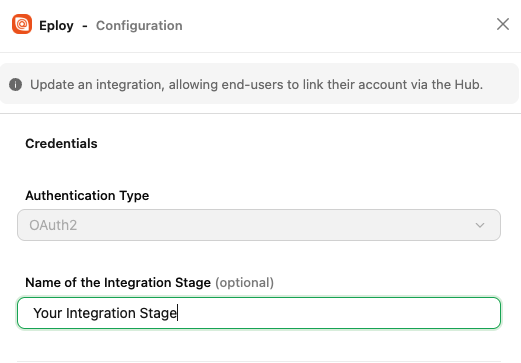 Eploy - Configuration
Update an integration, allowing end-users to link their account via the Hub.
Credentials
Authentication Type
OAuth2
Name of the Integration Stage (optional)
Your Integration Stage